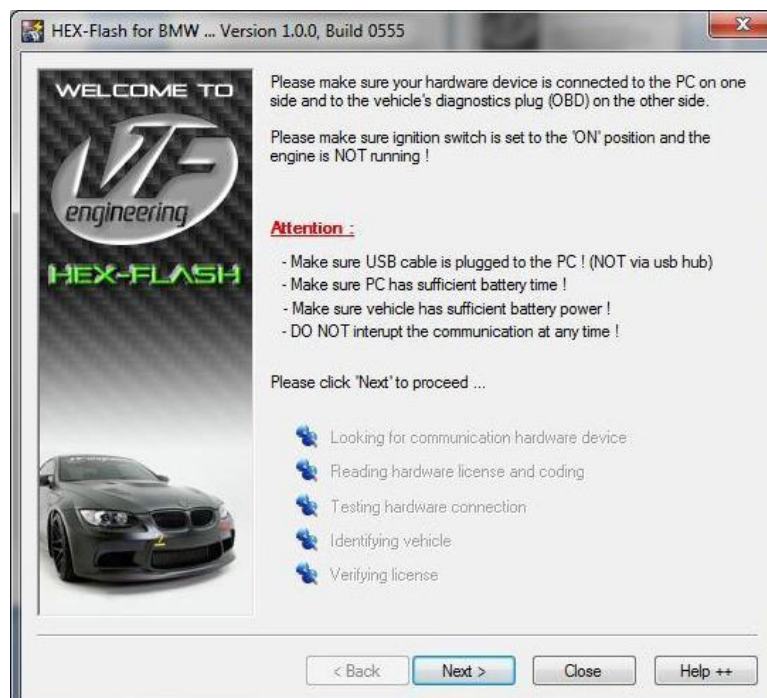 HEX-Flash for BMW ... Version 1.0.0, Build 0555
WELCOME TO
VF
engineering
HEX-FLASH
Please make sure your hardware device is connected to the PC on one
side and to the vehicle's diagnostics plug (OBD) on the other side.
Please make sure ignition switch is set to the 'ON' position and the
engine is NOT running !
Attention :
- Make sure USB cable is plugged to the PC ! (NOT via usb hub)
- Make sure PC has sufficient battery time !
- Make sure vehicle has sufficient battery power !
- DO NOT interupt the communication at any time !
Please click 'Next' to proceed ...
Looking for communication hardware device
Reading hardware license and coding
Testing hardware connection
Identifying vehicle
Verifying license
< Back
Next >
Close
Help ++